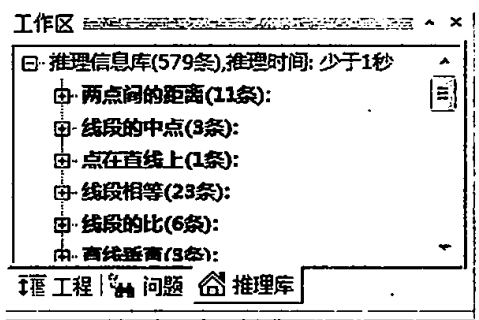 工作区
推理信息库(579条),推理时间: 少于1秒
两点间的距离(11条):
线段的中点(3条):
点在直线上(1条):
线段相等(23条):
线段的比(6条):
直线垂直(3条):
工程 问题 推理库